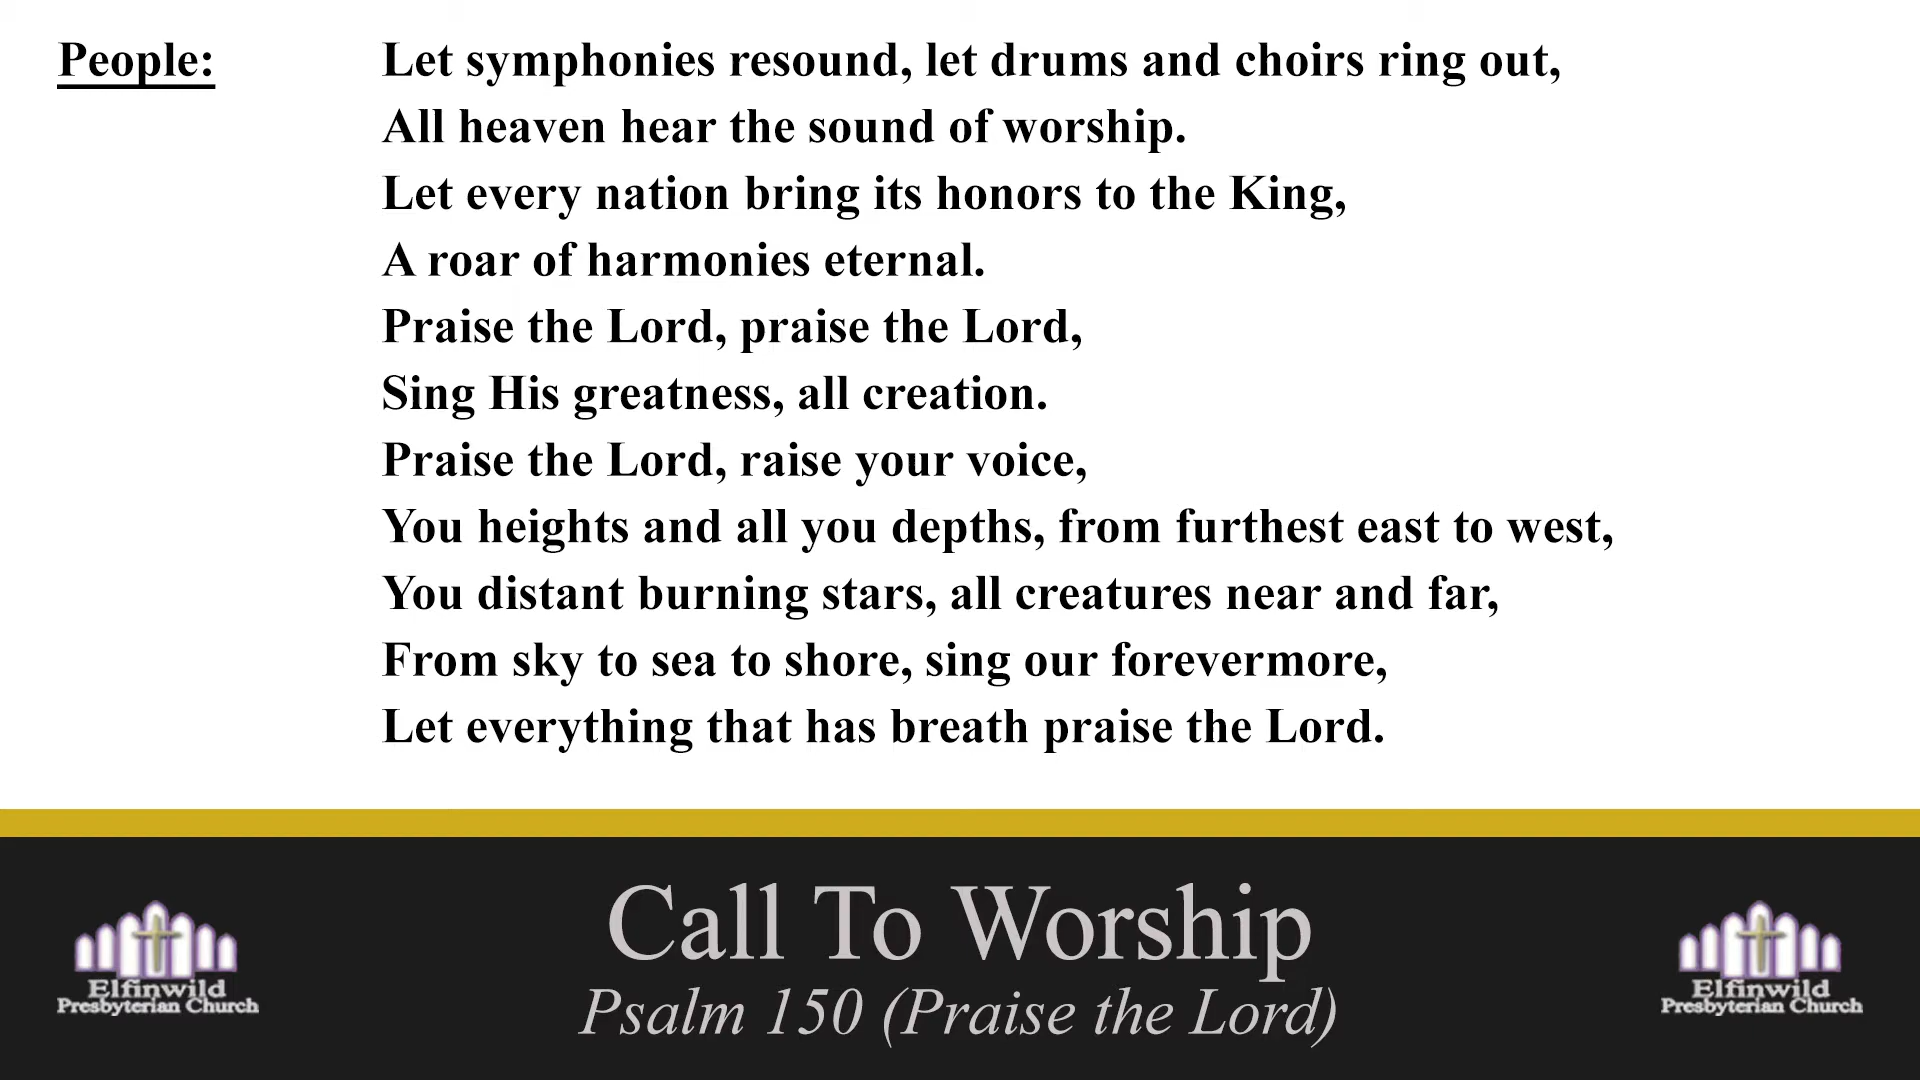 People: Let symphonies resound, let drums and choirs ring out,
All heaven hear the sound of worship.
Let every nation bring its honors to the King,
A roar of harmonies eternal.
Praise the Lord, praise the Lord,
Sing His greatness, all creation.
Praise the Lord, raise your voice,
You heights and all you depths, from furthest east to west,
You distant burning stars, all creatures near and far,
From sky to sea to shore, sing our forevermore,
Let everything that has breath praise the Lord.
Call To Worship
Psalm 150 (Praise the Lord)
Elfinwild
Presbyterian Church
Elfinwild
Presbyterian Church